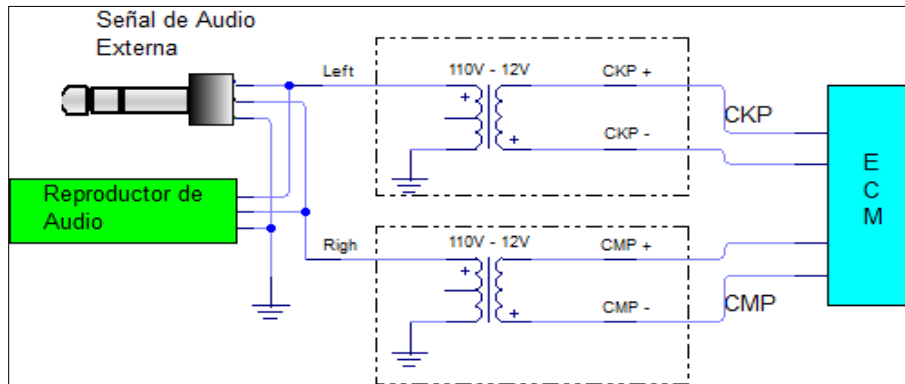 Señal de Audio
Externa
Left
110V - 12V
CKP +
CKP -
CKP
Reproductor de
Audio
E
C
M
Righ
110V - 12V
CMP +
CMP -
CMP